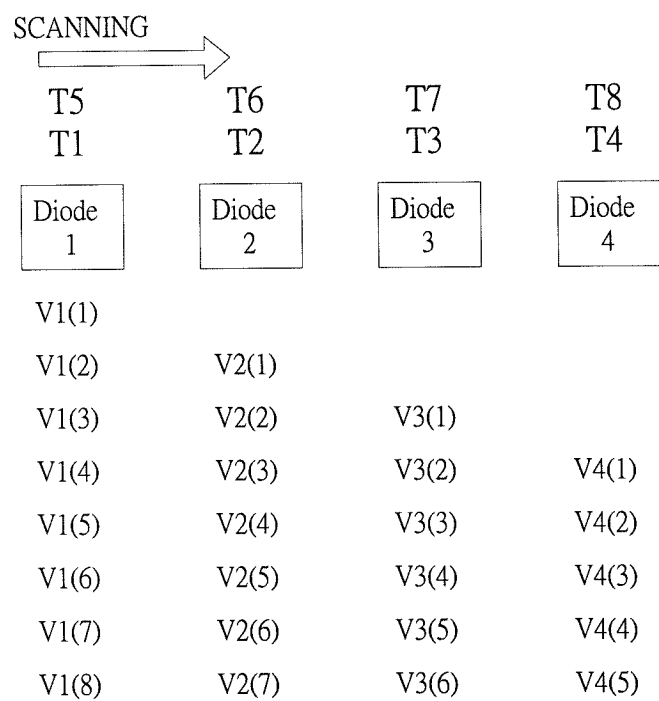 SCANNING
T5 T6 T7 T8
T1 T2 T3 T4
Diode Diode Diode Diode
1 2 3 4
V1(1)
V1(2) V2(1)
V1(3) V2(2) V3(1)
V1(4) V2(3) V3(2) V4(1)
V1(5) V2(4) V3(3) V4(2)
V1(6) V2(5) V3(4) V4(3)
V1(7) V2(6) V3(5) V4(4)
V1(8) V2(7) V3(6) V4(5)